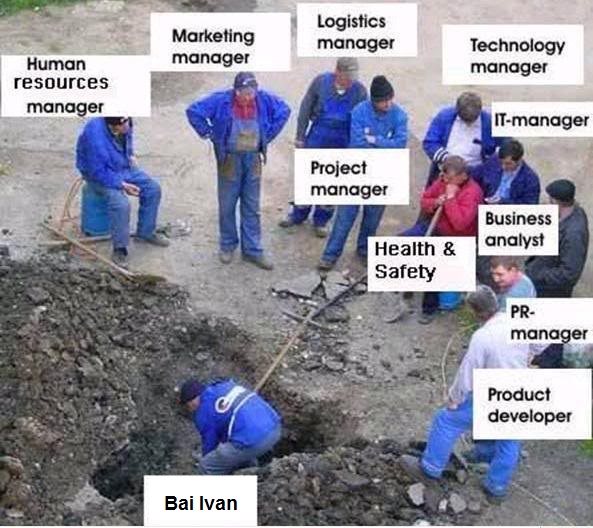 Human
resources
manager
Marketing
manager
Logistics
manager
Technology
manager
IT-manager
Project
manager
Business
analyst
Health &
Safety
PR-
manager
Product
developer
Bai Ivan